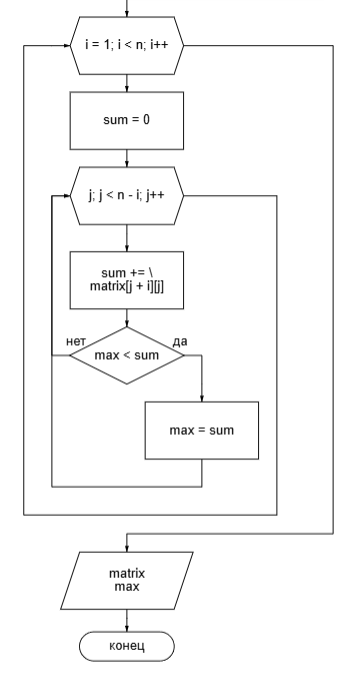 i = 1; i < n; i++
sum = 0
j; j < n - i; j++
sum += \
matrix[j + i][j]
нет
да
max < sum
max = sum
matrix
max
конец